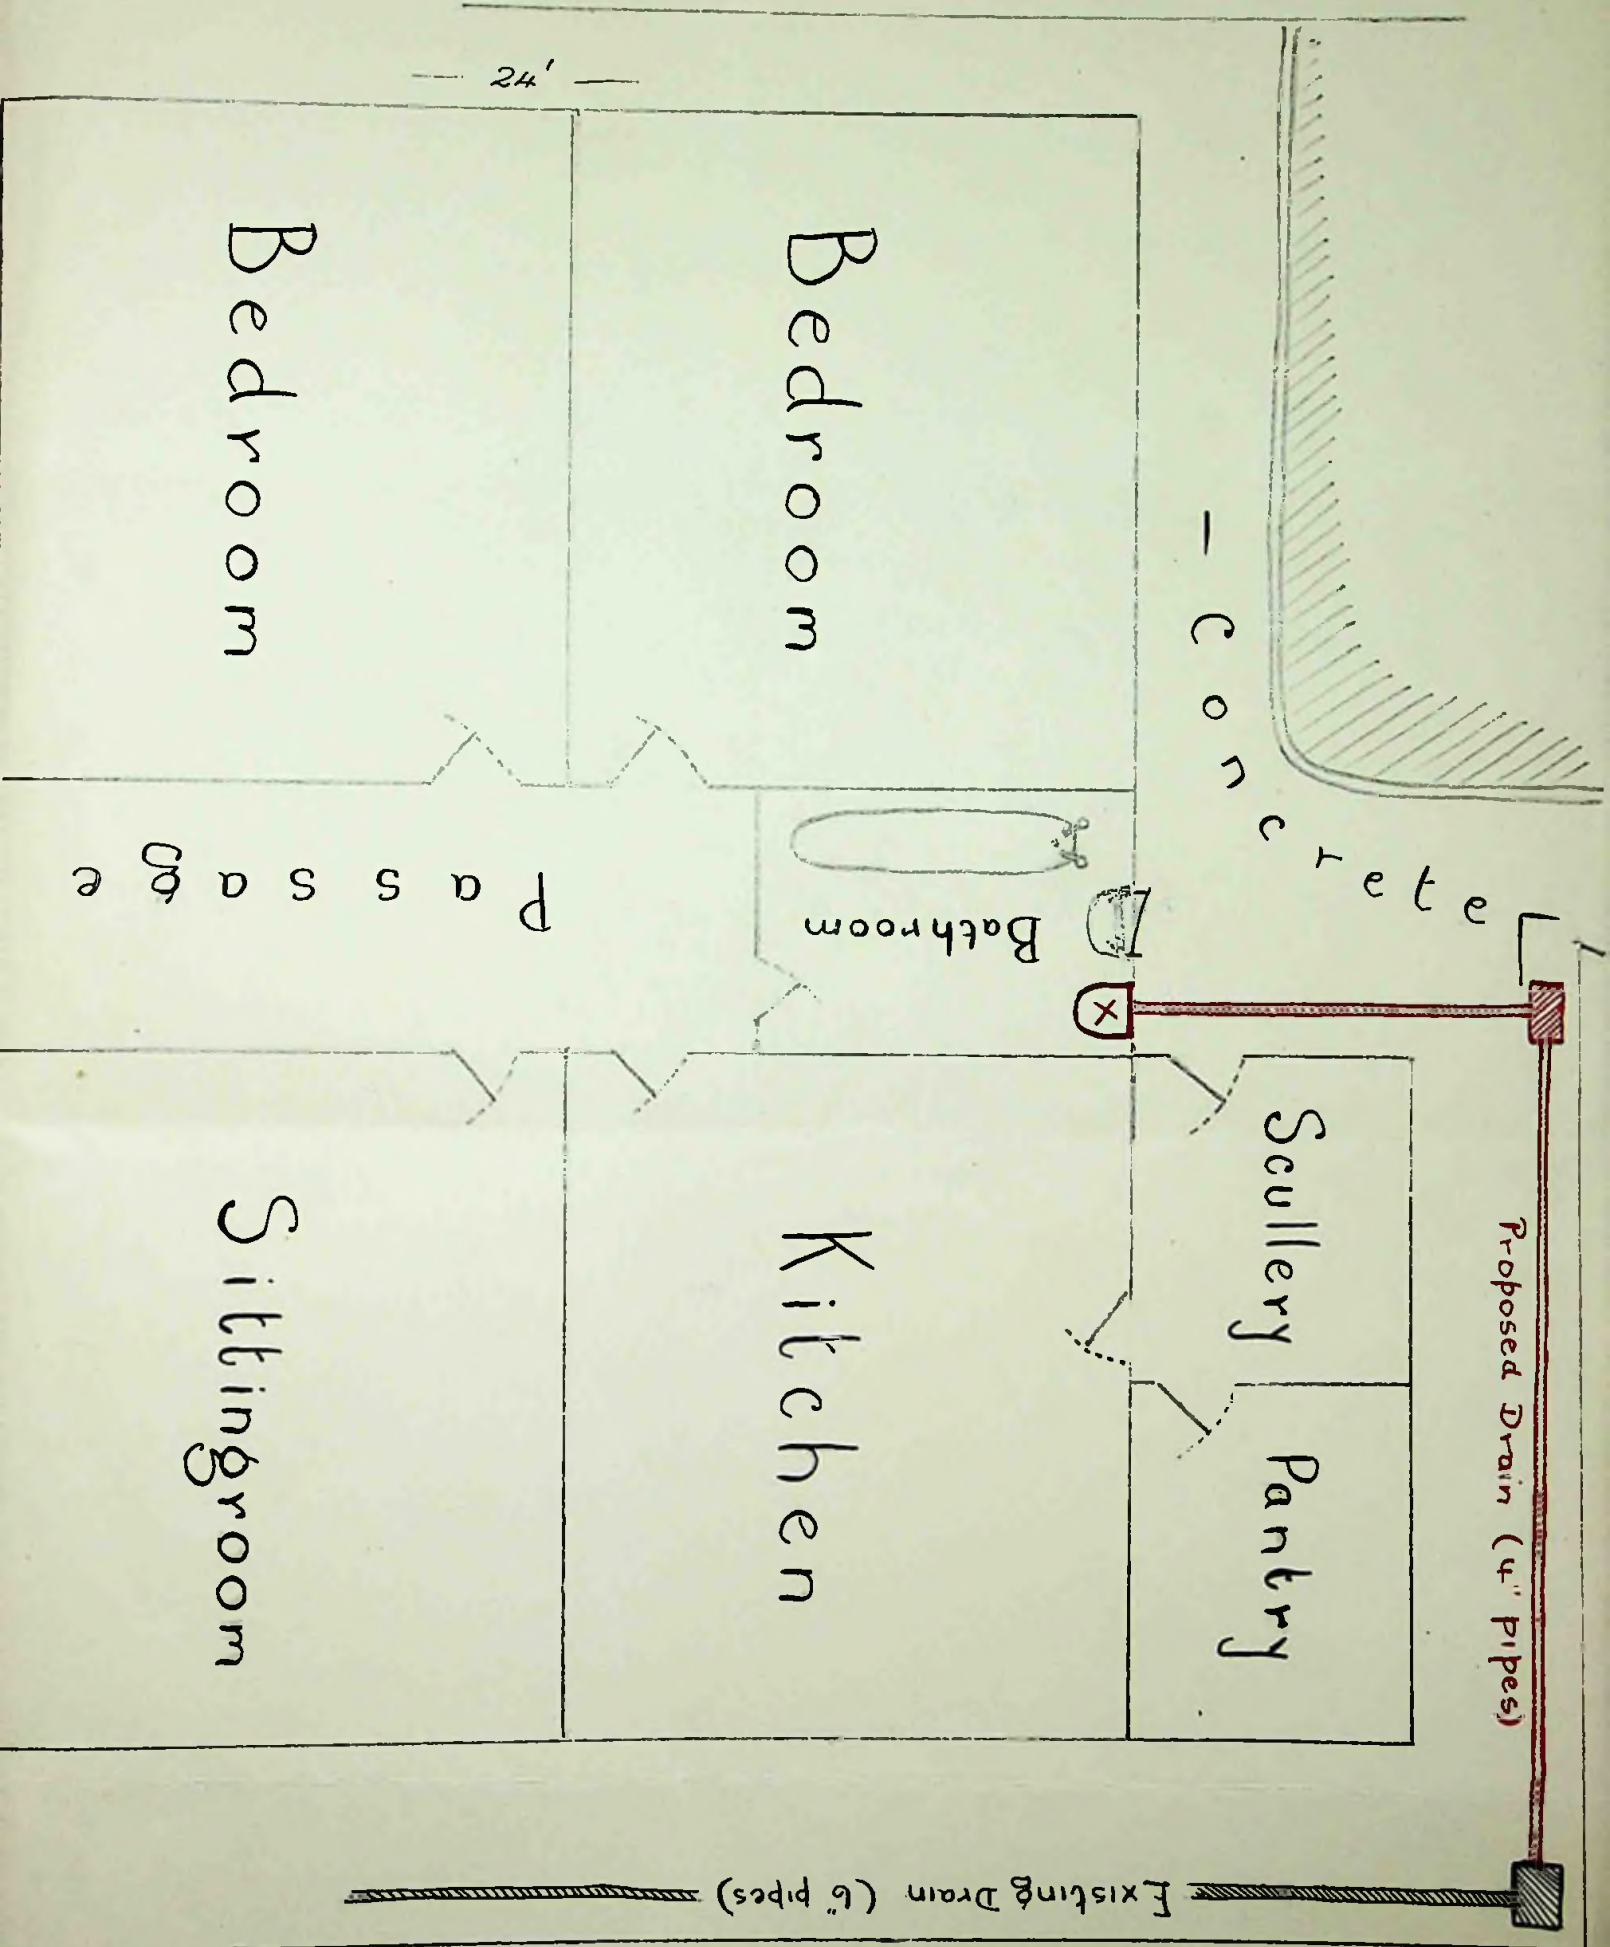 24'
Bedroom
Bedroom
- Concrete
Passage
Bathroom
X
Sittingroom
Kitchen
Scullery
Pantry
Proposed Drain (4" pipes)
Existing Drain (6" pipes)